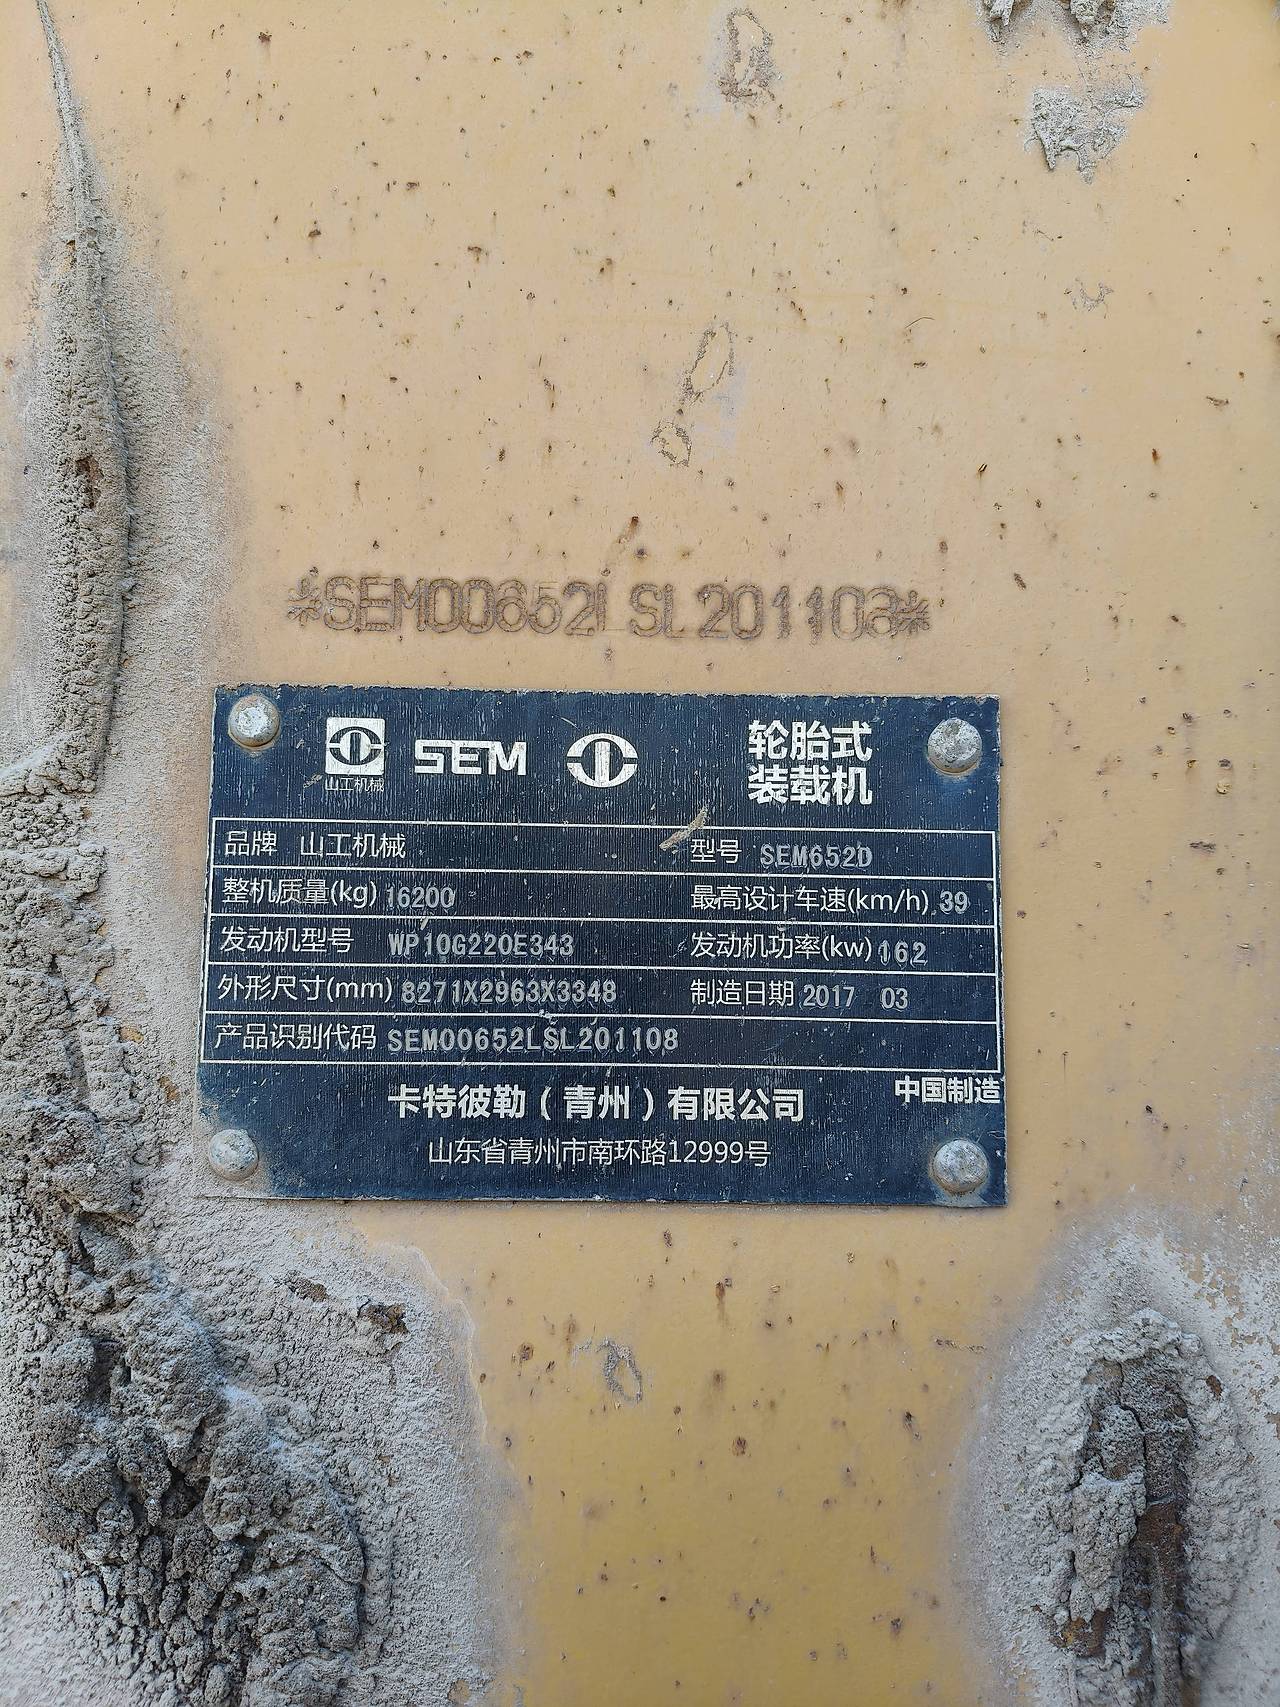 *SEM00652LSL201108*
山工机械
SEM
轮胎式
装载机
品牌 山工机械 型号 SEM652D
整机质量(kg) 16200 最高设计车速(km/h) 39
发动机型号 WP10G220E343 发动机功率(kw) 162
外形尺寸(mm) 8271X2963X3348 制造日期 2017 03
产品识别代码 SEM00652LSL201108
中国制造
卡特彼勒(青州)有限公司
山东省青州市南环路12999号